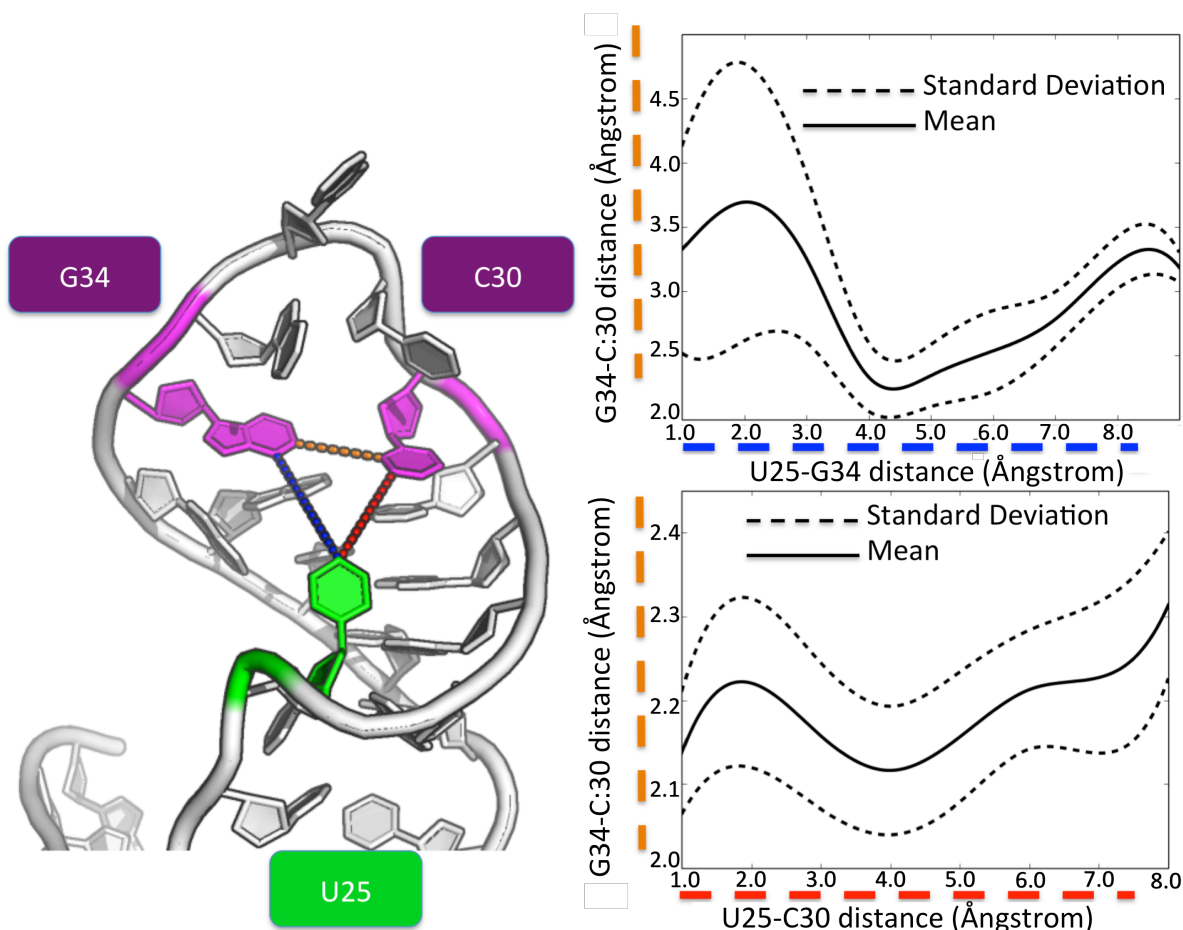 G34
C30
U25
G34-C:30 distance (Ångstrom)
4.5
4.0
3.5
3.0
2.5
2.0
Standard Deviation
Mean
1.0 2.0 3.0 4.0 5.0 6.0 7.0 8.0
U25-G34 distance (Ångstrom)
G34-C:30 distance (Ångstrom)
2.4
2.3
2.2
2.1
2.0
Standard Deviation
Mean
1.0 2.0 3.0 4.0 5.0 6.0 7.0 8.0
U25-C30 distance (Ångstrom)